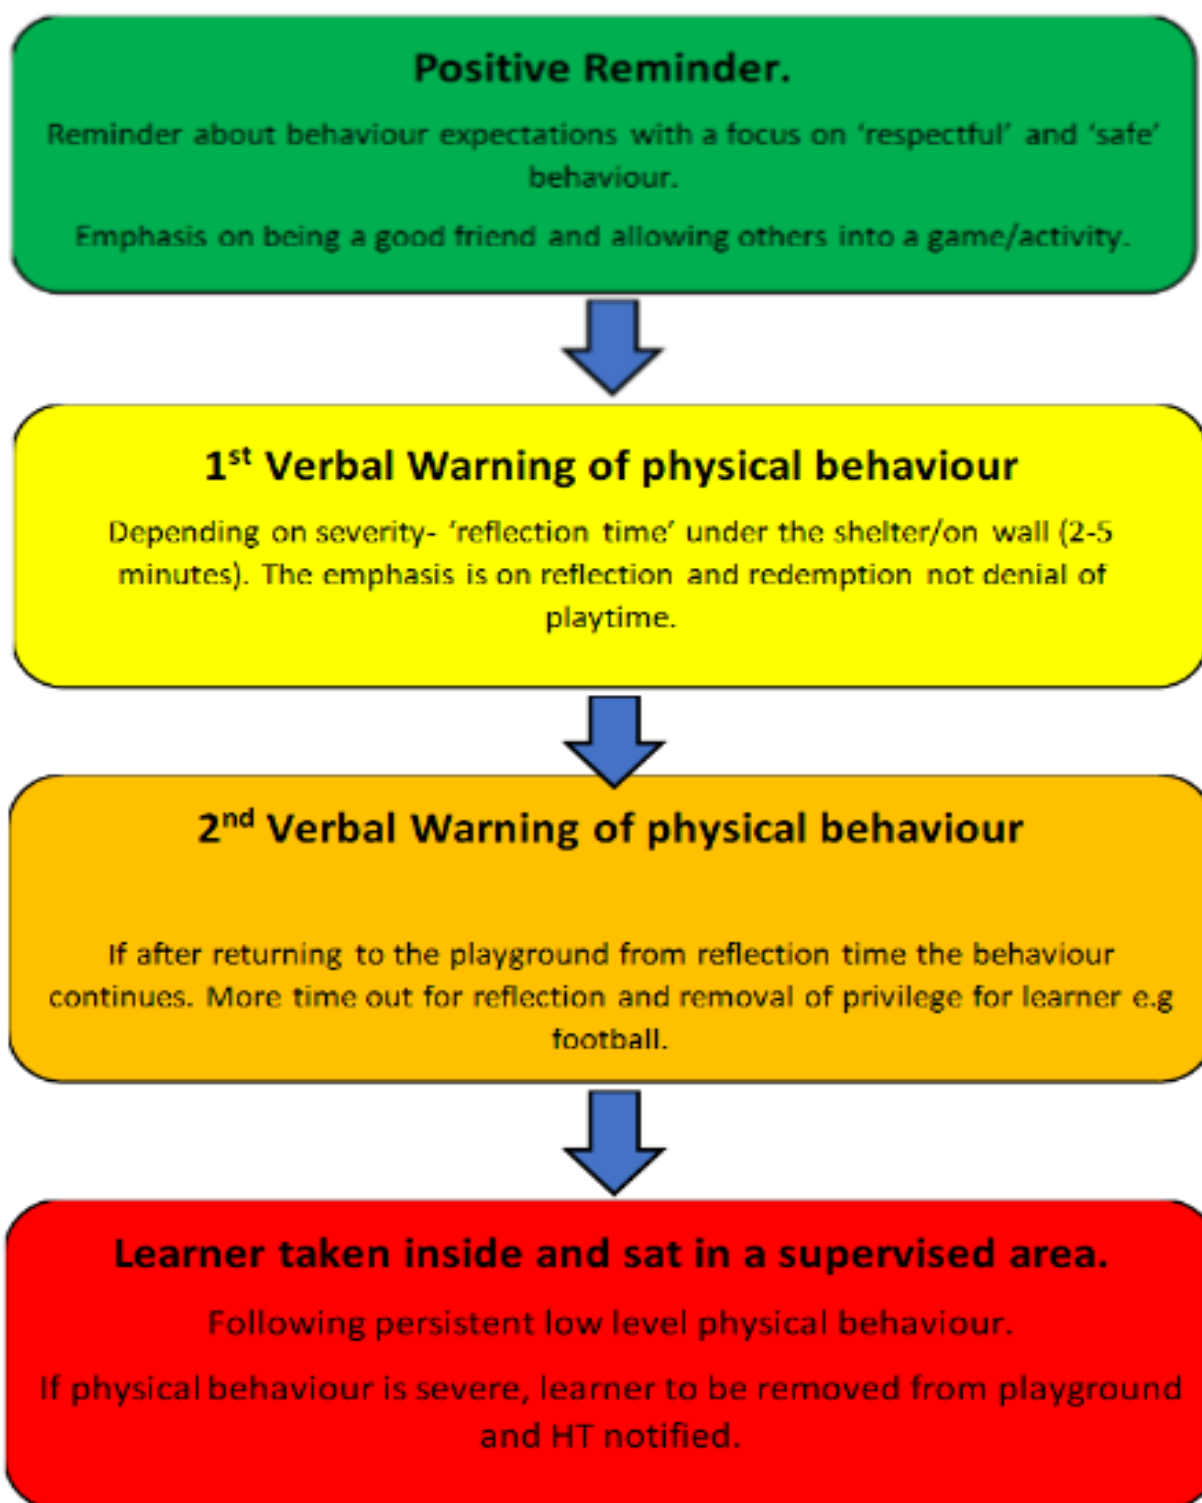 Positive Reminder.
Reminder about behaviour expectations with a focus on ‘respectful’ and ‘safe’
behaviour.
Emphasis on being a good friend and allowing others into a game/activity.
1st Verbal Warning of physical behaviour
Depending on severity- ‘reflection time’ under the shelter/on wall (2-5
minutes). The emphasis is on reflection and redemption not denial of
playtime.
2nd Verbal Warning of physical behaviour
If after returning to the playground from reflection time the behaviour
continues. More time out for reflection and removal of privilege for learner e.g
football.
Learner taken inside and sat in a supervised area.
Following persistent low level physical behaviour.
If physical behaviour is severe, learner to be removed from playground
and HT notified.